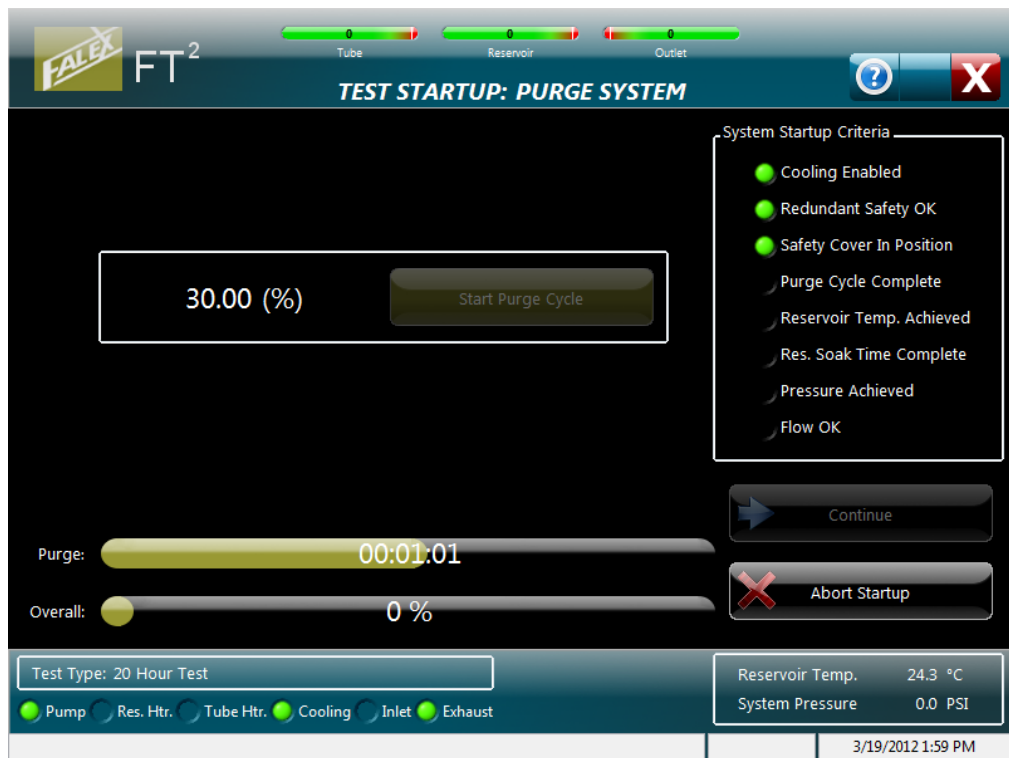 FALEX FT2
0 0 0
Tube Reservoir Outlet
TEST STARTUP: PURGE SYSTEM
? X
System Startup Criteria
Cooling Enabled
Redundant Safety OK
Safety Cover In Position
Purge Cycle Complete
Reservoir Temp. Achieved
Res. Soak Time Complete
Pressure Achieved
Flow OK
30.00 (%) Start Purge Cycle
Continue
Purge: 00:01:01
Abort Startup
Overall: 0 %
Test Type: 20 Hour Test
Pump Res. Htr. Tube Htr. Cooling Inlet Exhaust
Reservoir Temp. 24.3 °C
System Pressure 0.0 PSI
3/19/2012 1:59 PM